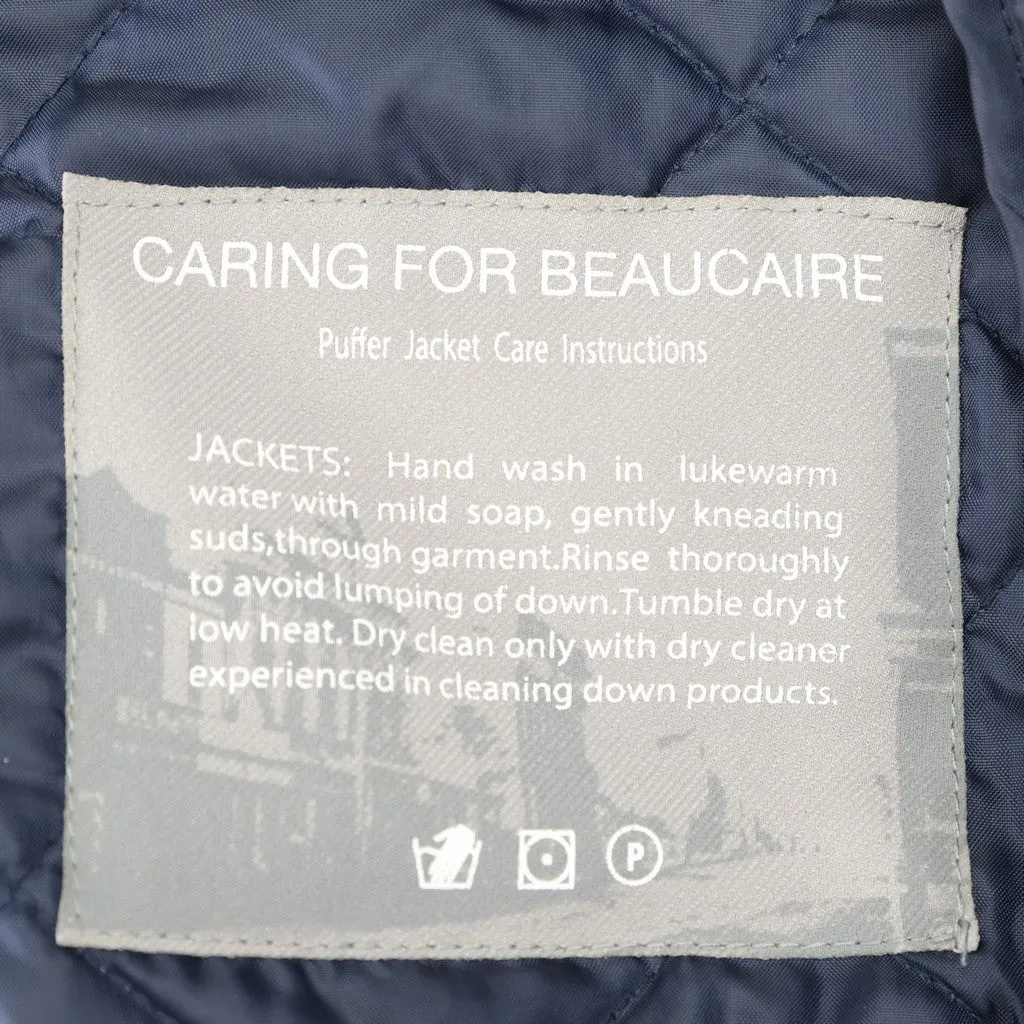 CARING FOR BEAUCAIRE
Puffer Jacket Care Instructions
JACKETS: Hand wash in lukewarm
water with mild soap, gently kneading
suds,through garment.Rinse thoroughly
to avoid lumping of down.Tumble dry at
low heat. Dry clean only with dry cleaner
experienced in cleaning down products.
P